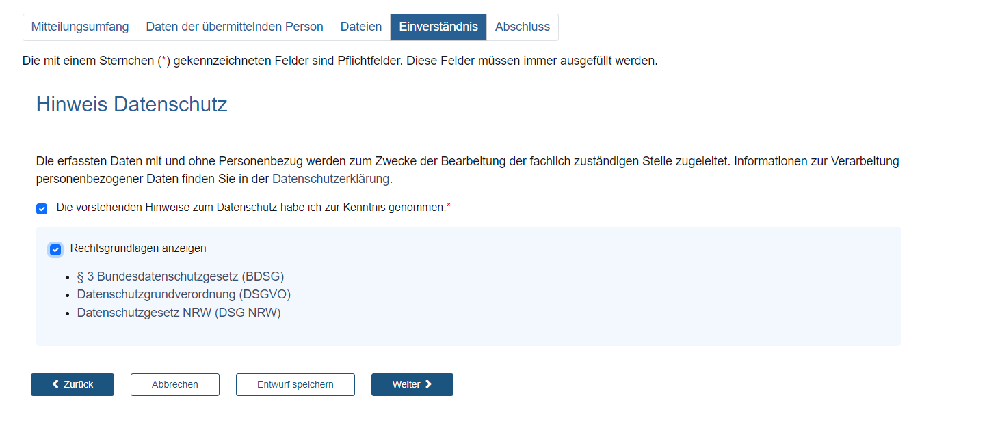 Mitteilungsumfang Daten der übermittelnden Person Dateien Einverständnis Abschluss
Die mit einem Sternchen (*) gekennzeichneten Felder sind Pflichtfelder. Diese Felder müssen immer ausgefüllt werden.
Hinweis Datenschutz
Die erfassten Daten mit und ohne Personenbezug werden zum Zwecke der Bearbeitung der fachlich zuständigen Stelle zugeleitet. Informationen zur Verarbeitung
personenbezogener Daten finden Sie in der Datenschutzerklärung.
Die vorstehenden Hinweise zum Datenschutz habe ich zur Kenntnis genommen.*
Rechtsgrundlagen anzeigen
• § 3 Bundesdatenschutzgesetz (BDSG)
• Datenschutzgrundverordnung (DSGVO)
• Datenschutzgesetz NRW (DSG NRW)
Zurück Abbrechen Entwurf speichern Weiter